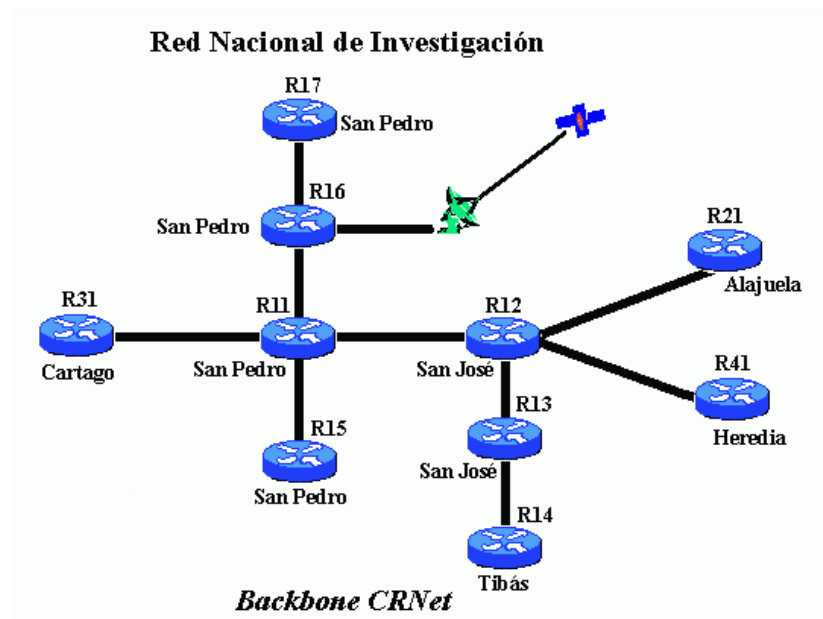 Red Nacional de Investigación
R17
San Pedro
R16
San Pedro
R21
Alajuela
R31
Cartago
R11
San Pedro
R12
San José
R41
Heredia
R13
San José
R15
San Pedro
R14
Tibás
Backbone CRNet